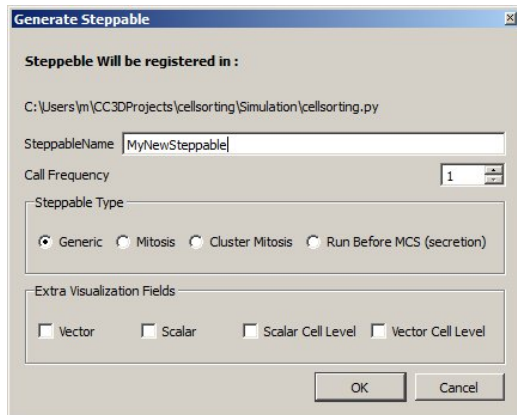 Generate Steppable
Steppeble Will be registered in :
C:\Users\m\CC3DProjects\cellsorting\Simulation\cellsorting.py
SteppableName MyNewSteppable
Call Frequency 1
Steppable Type
Generic Mitosis Cluster Mitosis Run Before MCS (secretion)
Extra Visualization Fields
Vector Scalar Scalar Cell Level Vector Cell Level
OK Cancel